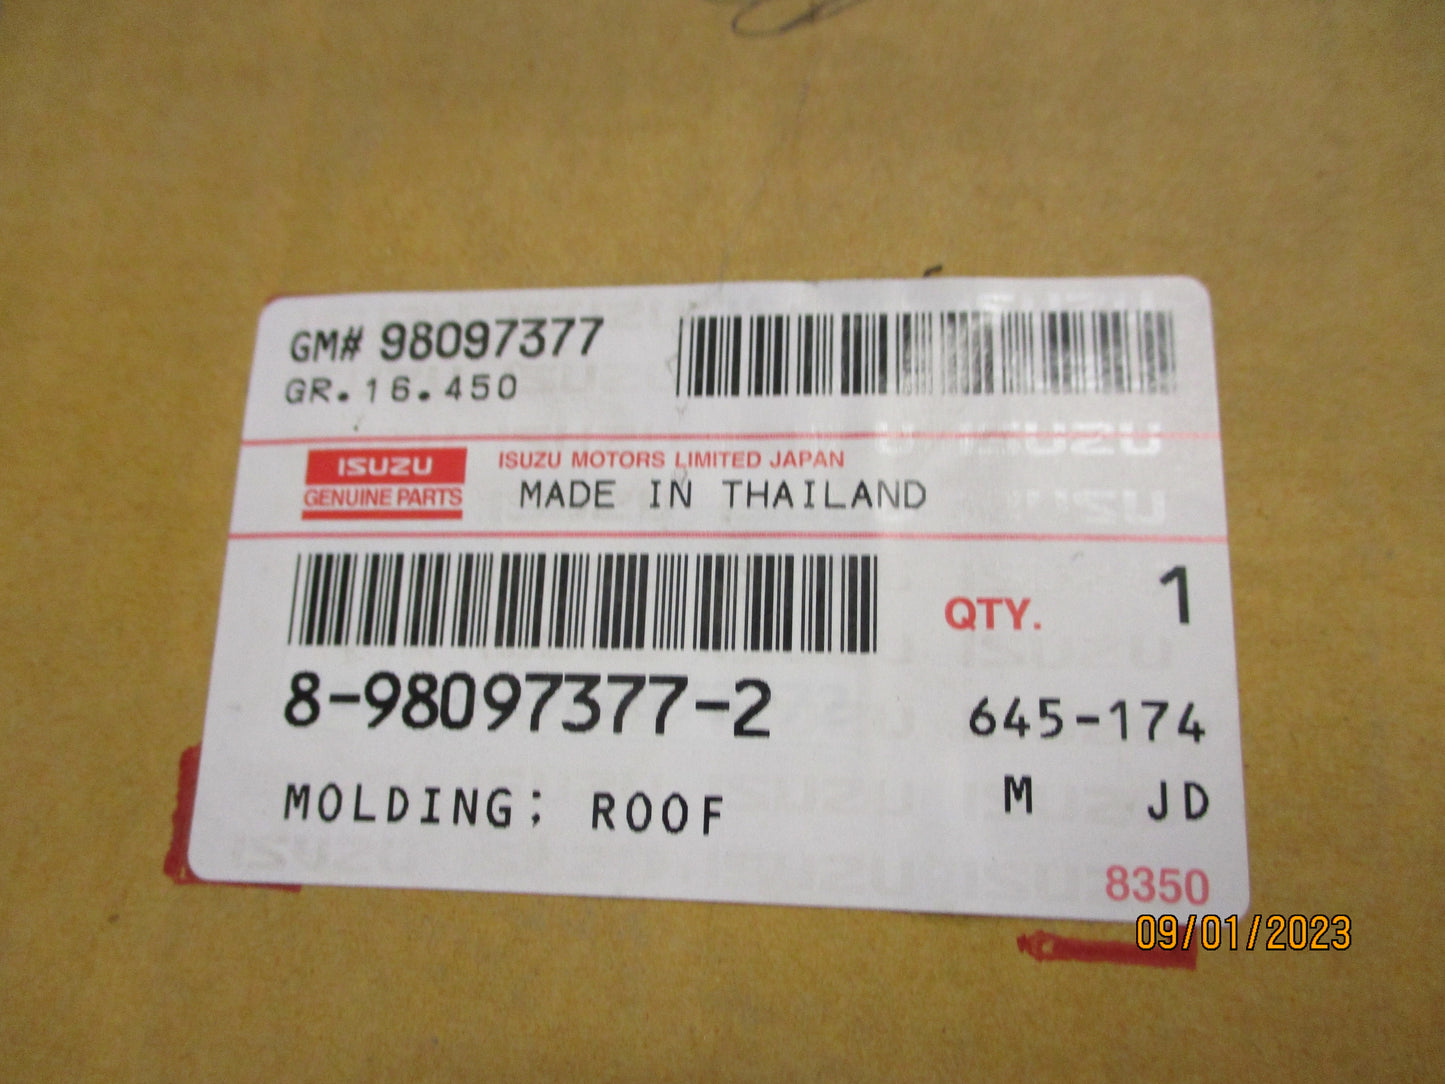 GM# 98097377
GR.16.450
ISUZU
GENUINE PARTS
ISUZU MOTORS LIMITED JAPAN
MADE IN THAILAND
QTY. 1
8-98097377-2
645-174
MOLDING; ROOF
M JD
8350
09/01/2023